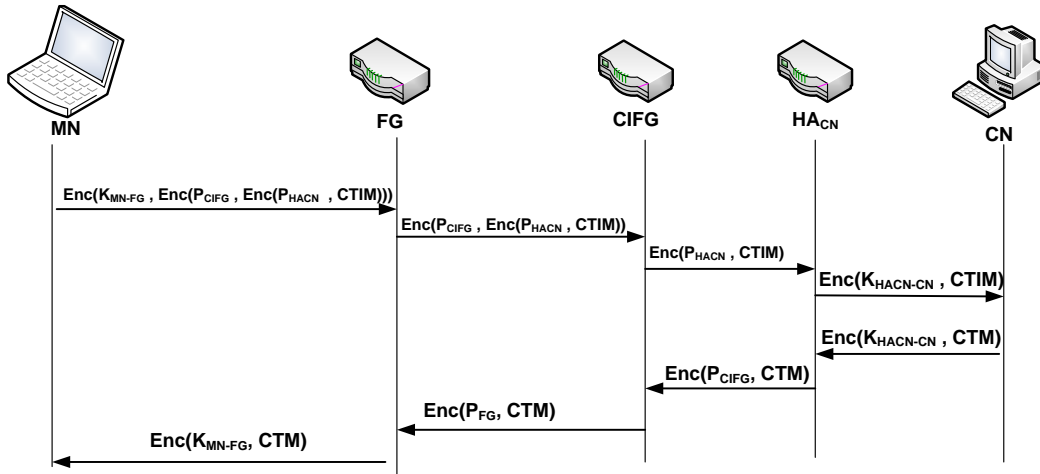 MN
FG
CIFG
HACN
CN
Enc(KMN-FG , Enc(PCIFG , Enc(PHACN , CTIM)))
Enc(PCIFG , Enc(PHACN , CTIM))
Enc(PHACN , CTIM)
Enc(KHACN-CN , CTIM)
Enc(KHACN-CN , CTM)
Enc(PCIFG, CTM)
Enc(PFG, CTM)
Enc(KMN-FG, CTM)